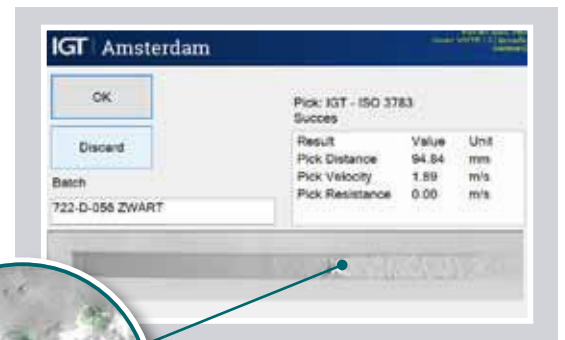 IGT Amsterdam
OK
Discard
Batch
722-D-056 ZWART
Pick: IGT - ISO 3783
Succes
Result Value Unit
Pick Distance 94.84 mm
Pick Velocity 1.89 m/s
Pick Resistance 0.00 m/s